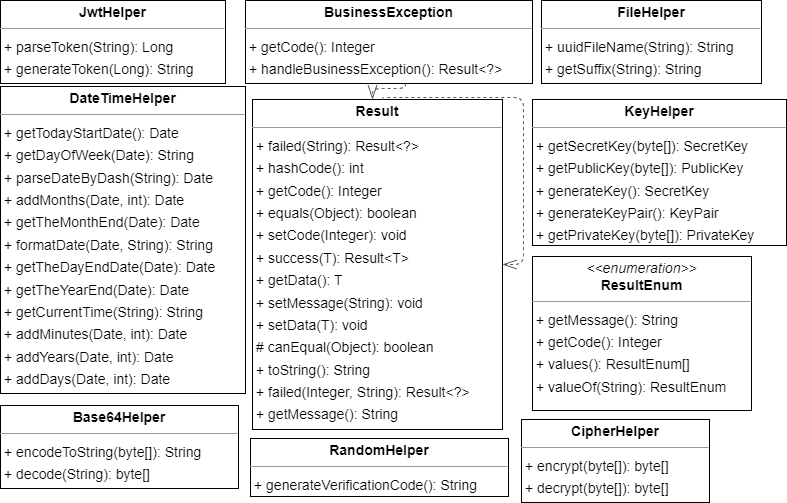 JwtHelper
+ parseToken(String): Long
+ generateToken(Long): String
BusinessException
+ getCode(): Integer
+ handleBusinessException(): Result<?>
FileHelper
+ uuidFileName(String): String
+ getSuffix(String): String
DateTimeHelper
+ getTodayStartDate(): Date
+ getDayOfWeek(Date): String
+ parseDateByDash(String): Date
+ addMonths(Date, int): Date
+ getTheMonthEnd(Date): Date
+ formatDate(Date, String): String
+ getTheDayEndDate(Date): Date
+ getTheYearEnd(Date): Date
+ getCurrentTime(String): String
+ addMinutes(Date, int): Date
+ addYears(Date, int): Date
+ addDays(Date, int): Date
Result
+ failed(String): Result<?>
+ hashCode(): int
+ getCode(): Integer
+ equals(Object): boolean
+ setCode(Integer): void
+ success(T): Result<T>
+ getData(): T
+ setMessage(String): void
+ setData(T): void
# canEqual(Object): boolean
+ toString(): String
+ failed(Integer, String): Result<?>
+ getMessage(): String
KeyHelper
+ getSecretKey(byte[]): SecretKey
+ getPublicKey(byte[]): PublicKey
+ generateKey(): SecretKey
+ generateKeyPair(): KeyPair
+ getPrivateKey(byte[]): PrivateKey
<<enumeration>>
ResultEnum
+ getMessage(): String
+ getCode(): Integer
+ values(): ResultEnum[]
+ valueOf(String): ResultEnum
Base64Helper
+ encodeToString(byte[]): String
+ decode(String): byte[]
RandomHelper
+ generateVerificationCode(): String
CipherHelper
+ encrypt(byte[]): byte[]
+ decrypt(byte[]): byte[]